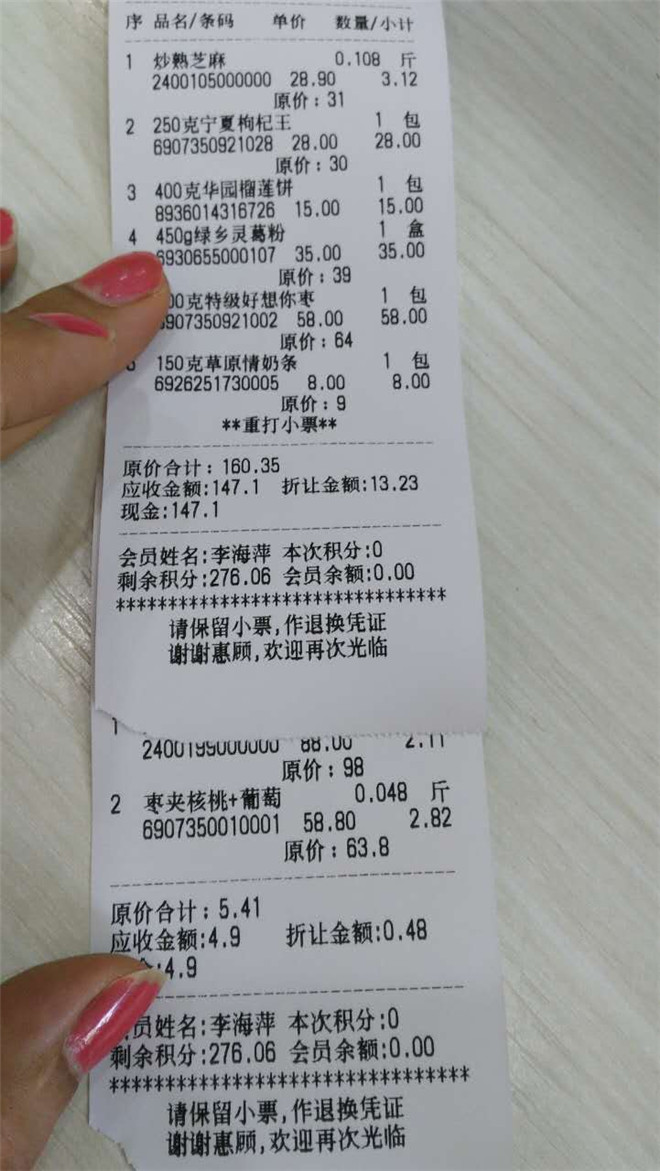 序 品名/条码 单价 数量/小计
1 炒熟芝麻 0.108 斤
2400105000000 28.90 3.12
原价:31
2 250克宁夏枸杞王 1 包
6907350921028 28.00 28.00
原价:30
3 400克华园榴莲饼 1 包
8936014316726 15.00 15.00
4 450g绿乡灵葛粉 1 盒
6930655000107 35.00 35.00
原价:39
00克特级好想你枣 1 包
6907350921002 58.00 58.00
原价:64
150克草原情奶条 1 包
6926251730005 8.00 8.00
原价:9
**重打小票**
原价合计:160.35
应收金额:147.1 折让金额:13.23
现金:147.1
会员姓名:李海萍 本次积分:0
剩余积分:276.06 会员余额:0.00
********************************
请保留小票,作退换凭证
谢谢惠顾,欢迎再次光临
1
2400199000000 88.00 2.11
原价:98
2 枣夹核桃+葡萄 0.048 斤
6907350010001 58.80 2.82
原价:63.8
原价合计:5.41
应收金额:4.9 折让金额:0.48
:4.9
员姓名:李海萍 本次积分:0
剩余积分:276.06 会员余额:0.00
********************************
请保留小票,作退换凭证
谢谢惠顾,欢迎再次光临